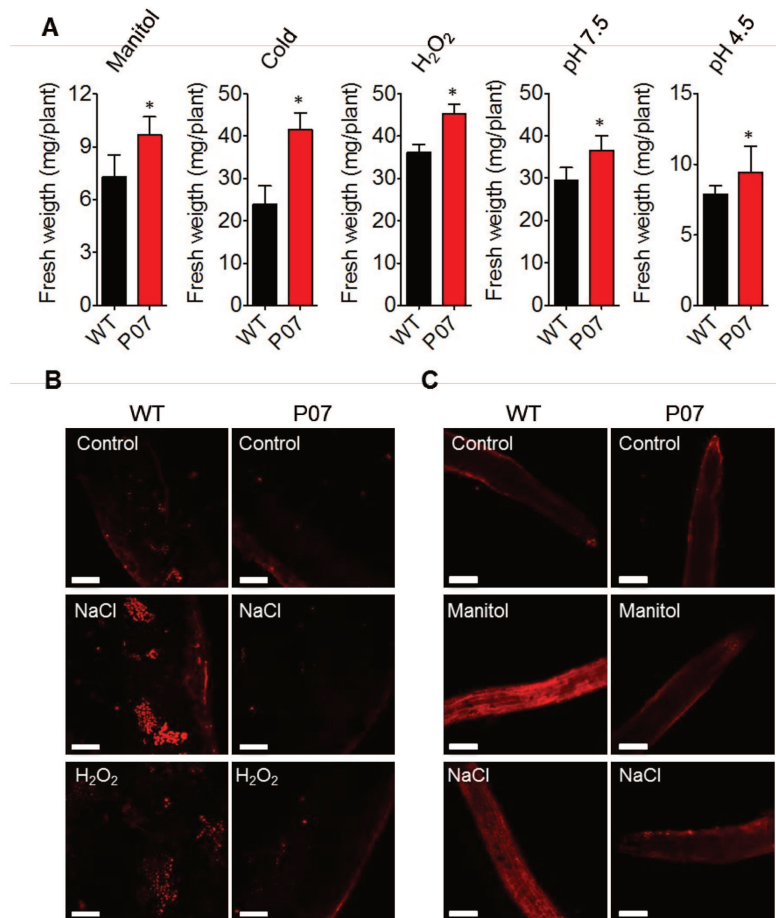 A
Manitol
Cold
H₂O₂
pH 7.5
pH 4.5
Fresh weigth (mg/plant)
12
9
6
3
0
*
WT
P07
Fresh weigth (mg/plant)
50
40
30
20
10
0
*
WT
P07
Fresh weigth (mg/plant)
50
40
30
20
10
0
*
WT
P07
Fresh weigth (mg/plant)
50
40
30
20
10
0
*
WT
P07
Fresh weigth (mg/plant)
15
10
5
0
*
WT
P07
B
WT P07
Control Control
NaCl NaCl
H₂O₂ H₂O₂
C
WT P07
Control Control
Manitol Manitol
NaCl NaCl